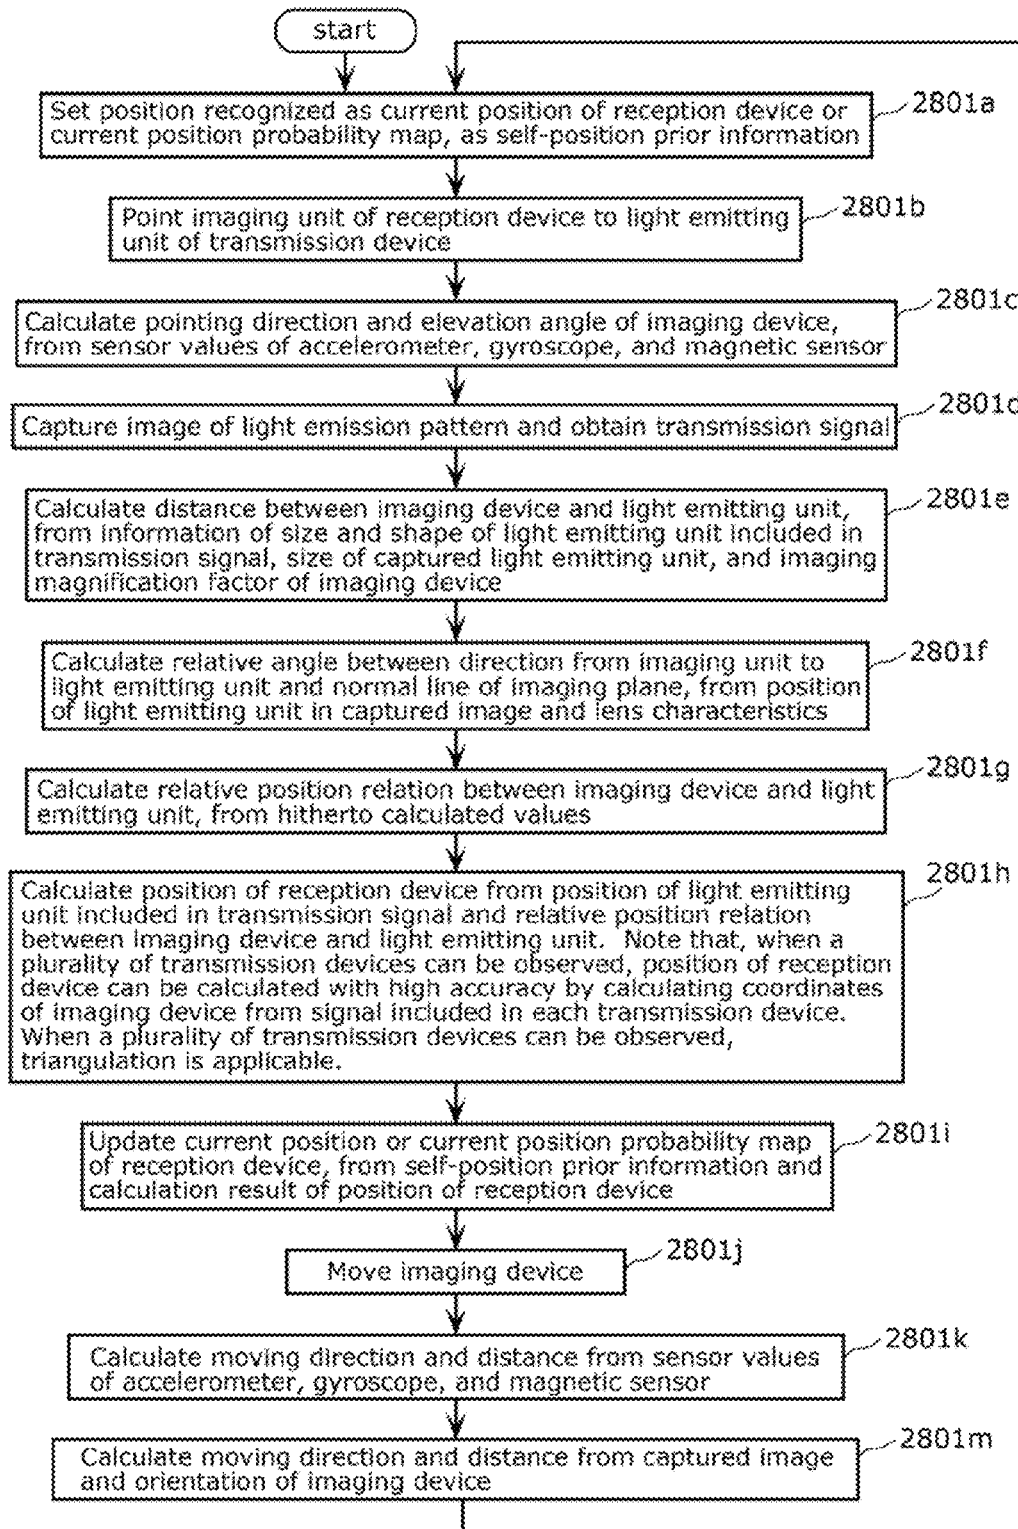 start
Set position recognized as current position of reception device or
current position probability map, as self-position prior information
2801a
Point imaging unit of reception device to light emitting
unit of transmission device
2801b
Calculate pointing direction and elevation angle of imaging device,
from sensor values of accelerometer, gyroscope, and magnetic sensor
2801c
Capture image of light emission pattern and obtain transmission signal
2801d
Calculate distance between imaging device and light emitting unit,
from information of size and shape of light emitting unit included in
transmission signal, size of captured light emitting unit, and imaging
magnification factor of imaging device
2801e
Calculate relative angle between direction from imaging unit to
light emitting unit and normal line of imaging plane, from position
of light emitting unit in captured image and lens characteristics
2801f
Calculate relative position relation between imaging device and light
emitting unit, from hitherto calculated values
2801g
Calculate position of reception device from position of light emitting
unit included in transmission signal and relative position relation
between imaging device and light emitting unit. Note that, when a
plurality of transmission devices can be observed, position of reception
device can be calculated with high accuracy by calculating coordinates
of imaging device from signal included in each transmission device.
When a plurality of transmission devices can be observed,
triangulation is applicable.
2801h
Update current position or current position probability map
of reception device, from self-position prior information and
calculation result of position of reception device
2801i
Move imaging device
2801j
Calculate moving direction and distance from sensor values
of accelerometer, gyroscope, and magnetic sensor
2801k
Calculate moving direction and distance from captured image
and orientation of imaging device
2801m